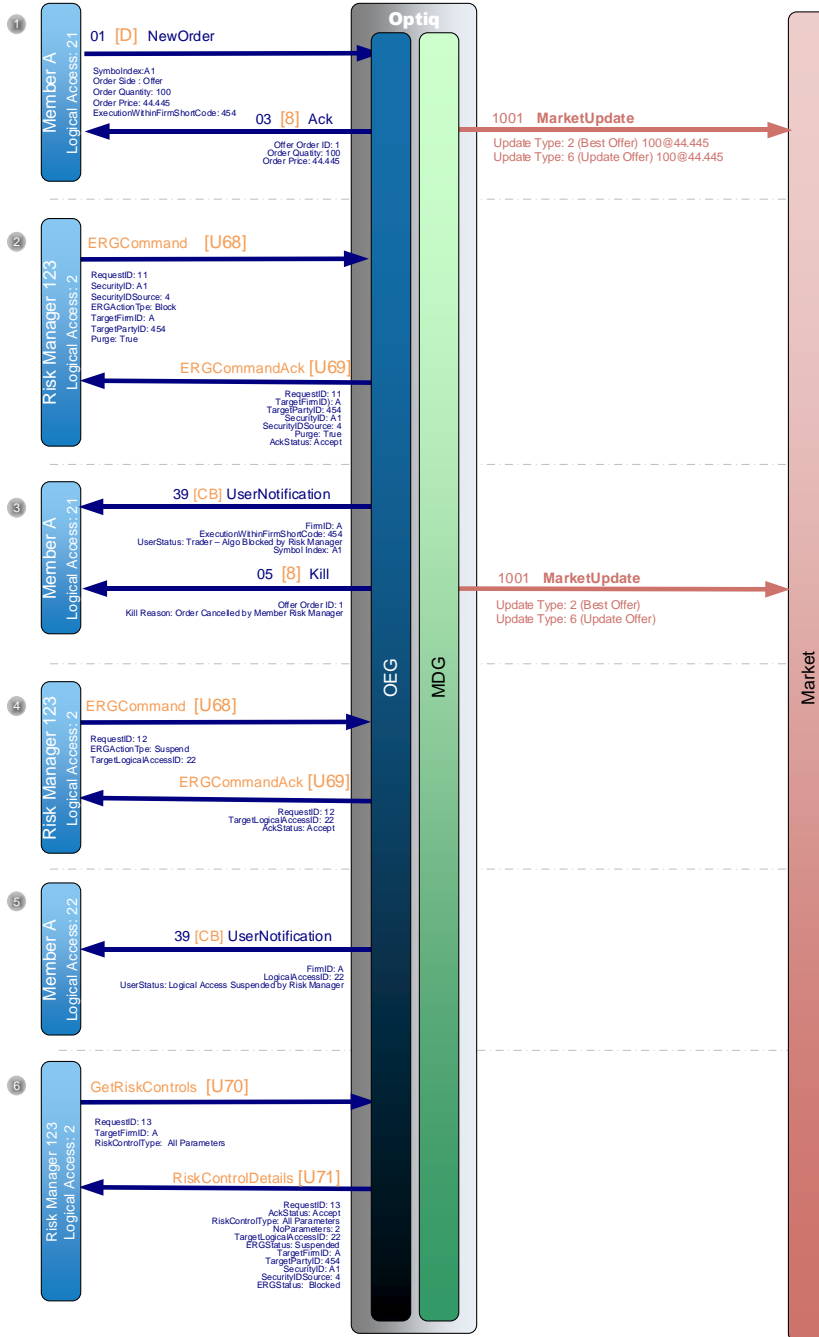 Optiq
OEG
MDG
Market
1
Member A
Logical Access: 21
01 [D] NewOrder
SymbolIndex:A1
Order Side : Offer
Order Quantity: 100
Order Price: 44.445
ExecutionWithinFirmShortCode: 454
03 [8] Ack
Offer Order ID: 1
Order Quatity: 100
Order Price: 44.445
1001 MarketUpdate
Update Type: 2 (Best Offer) 100@44.445
Update Type: 6 (Update Offer) 100@44.445
2
Risk Manager 123
Logical Access: 2
ERGCommand [U68]
RequestID: 11
SecurityID: A1
SecurityIDSource: 4
ERGActionTpe: Block
TargetFirmID: A
TargetPartyID: 454
Purge: True
ERGCommandAck [U69]
RequestID: 11
TargetFirmID): A
TargetPartyID: 454
SecurityID: A1
SecurityIDSource: 4
Purge: True
AckStatus: Accept
3
Member A
Logical Access: 21
39 [CB] UserNotification
FirmID: A
ExecutionWithinFirmShortCode: 454
UserStatus: Trader – Algo Blocked by Risk Manager
Symbol Index: A1
05 [8] Kill
Offer Order ID: 1
Kill Reason: Order Cancelled by Member Risk Manager
1001 MarketUpdate
Update Type: 2 (Best Offer)
Update Type: 6 (Update Offer)
4
Risk Manager 123
Logical Access: 2
ERGCommand [U68]
RequestID: 12
ERGActionTpe: Suspend
TargetLogicalAccessID: 22
ERGCommandAck [U69]
RequestID: 12
TargetLogicalAccessID: 22
AckStatus: Accept
5
Member A
Logical Access: 22
39 [CB] UserNotification
FirmID: A
LogicalAccessID: 22
UserStatus: Logical Access Suspended by Risk Manager
6
Risk Manager 123
Logical Access: 2
GetRiskControls [U70]
RequestID: 13
TargetFirmID: A
RiskControlType: All Parameters
RiskControlDetails [U71]
RequestID: 13
AckStatus: Accept
RiskControlType: All Parameters
NoParameters: 2
TargetLogicalAccessID: 22
ERGStatus: Suspended
TargetFirmID: A
TargetPartyID: 454
SecurityID: A1
SecurityIDSource: 4
ERGStatus: Blocked